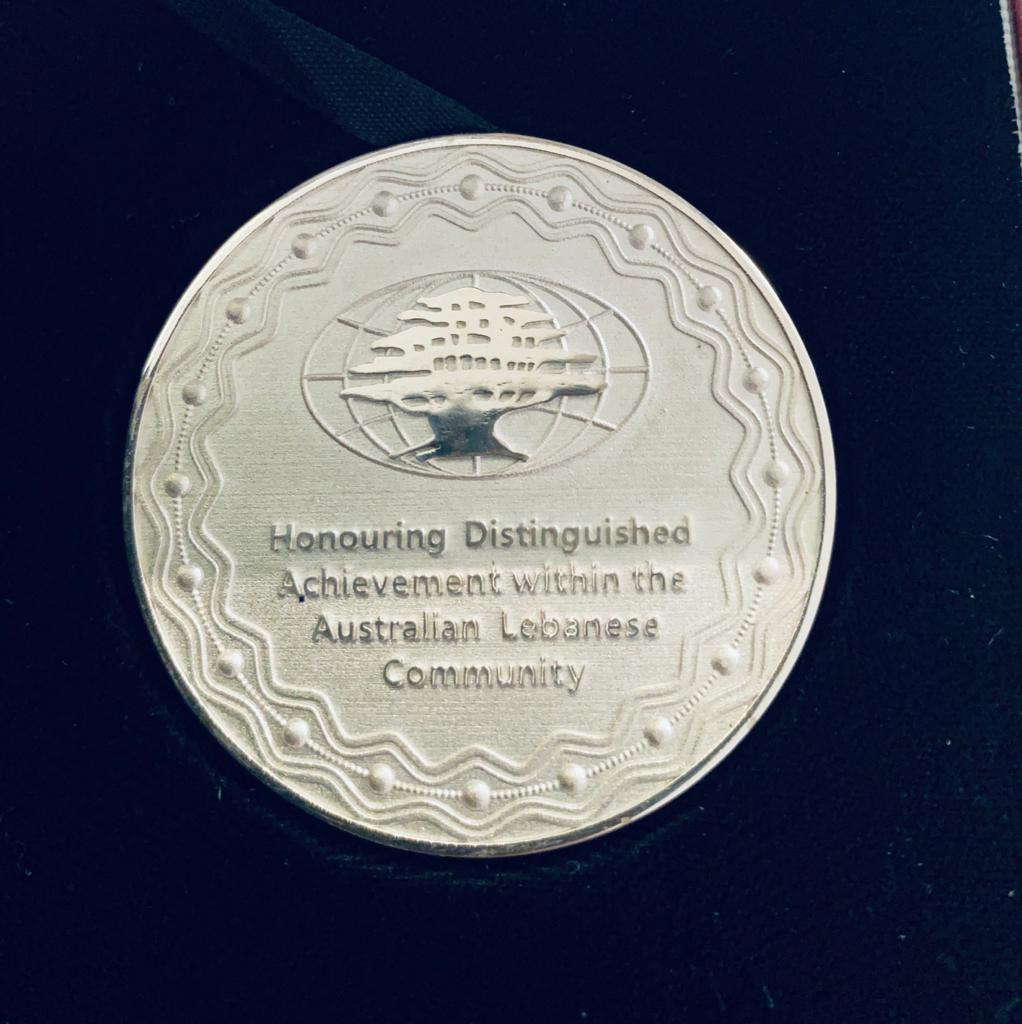 Honouring Distinguished
Achievement within the
Australian Lebanese
Community